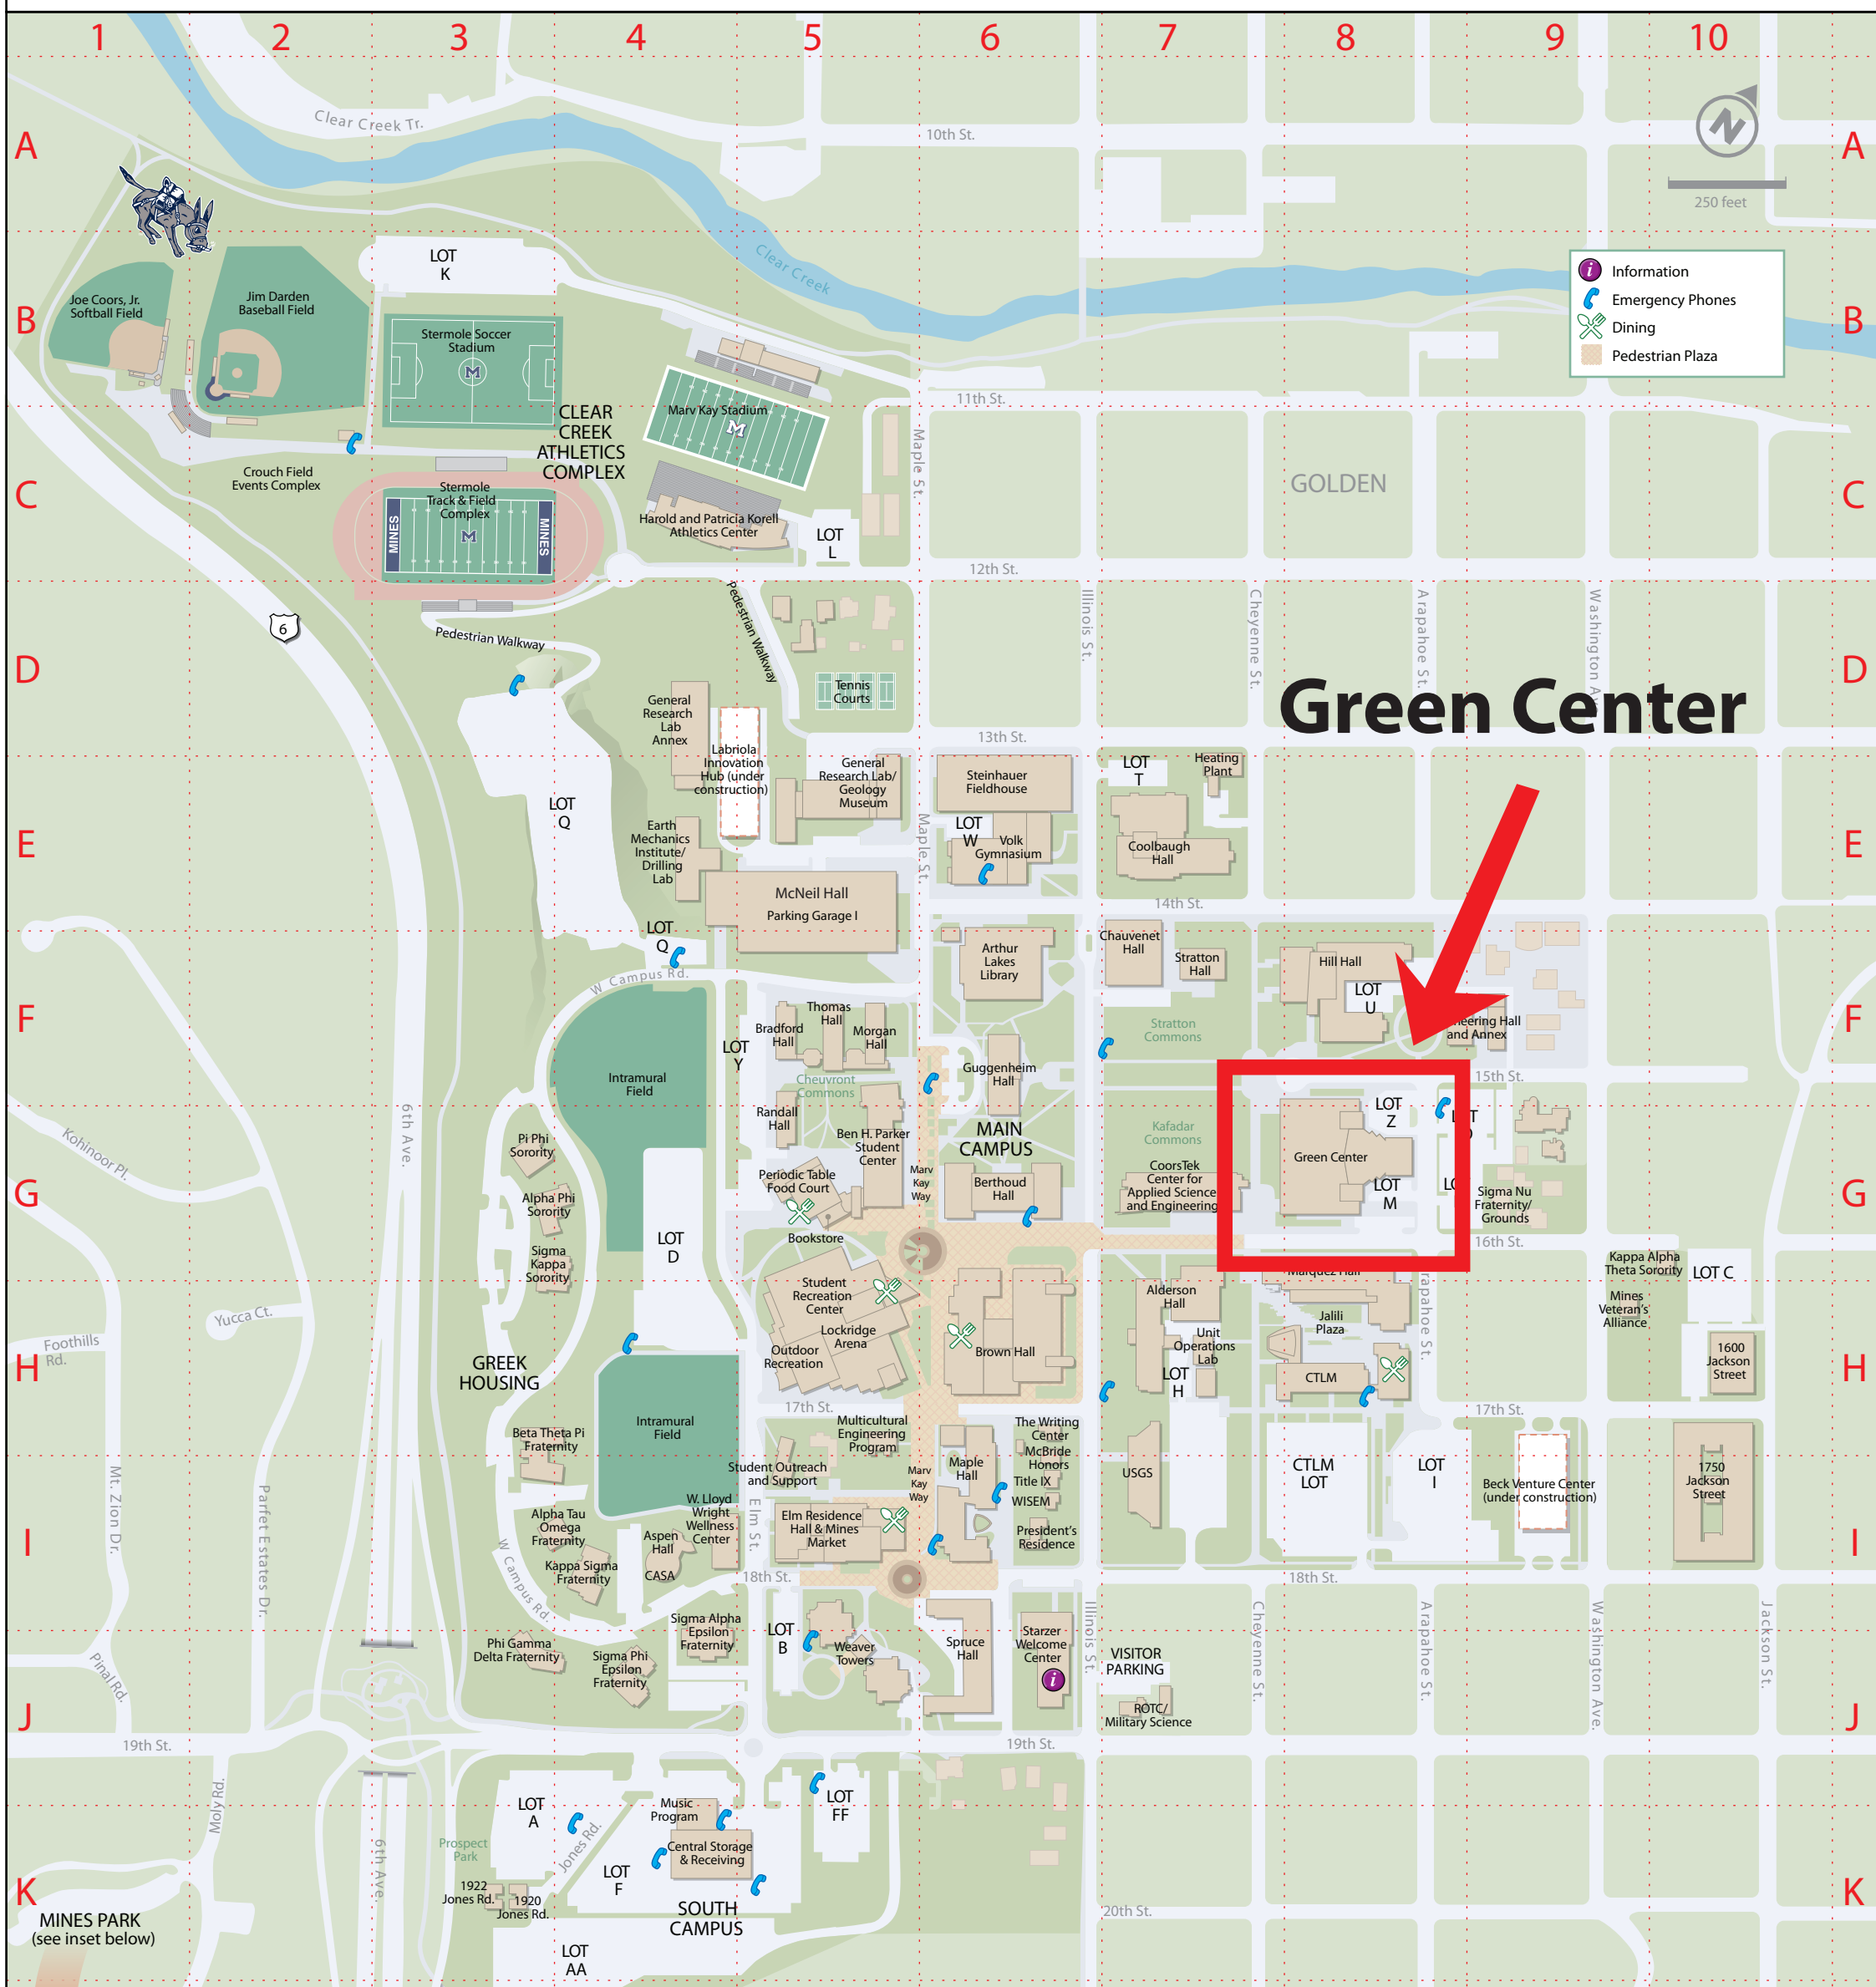 1 2 3 4 5 6 7 8 9 10
A
A
B
B
C
C
D
D
E
E
F
F
G
G
H
H
I
I
J
J
K
K
Clear Creek Tr.
10th St.
N
250 feet
Clear Creek
i Information
Emergency Phones
Dining
Pedestrian Plaza
LOT
K
Joe Coors, Jr.
Softball Field
Jim Darden
Baseball Field
Stermole Soccer
Stadium
M
Marv Kay Stadium
M
11th St.
CLEAR
CREEK
ATHLETICS
COMPLEX
Crouch Field
Events Complex
Stermole
Track & Field
Complex
MINES
M
MINES
Harold and Patricia Korell
Athletics Center
LOT
L
Maple St.
GOLDEN
12th St.
6
Pedestrian Walkway
Pedestrian Walkway
Illinois St.
Cheyenne St.
Arapahoe St.
Tennis
Courts
Green Center
General
Research
Lab
Annex
Labriola
Innovation
Hub (under
construction)
General
Research Lab/
Geology
Museum
13th St.
Steinhauer
Fieldhouse
LOT
T
Heating
Plant
LOT
Q
LOT
W
Volk
Gymnasium
Coolbaugh
Hall
Earth
Mechanics
Institute/
Drilling
Lab
Maple St.
McNeil Hall
Parking Garage I
14th St.
LOT
Q
W Campus Rd.
Arthur
Lakes
Library
Chauvenet
Hall
Stratton
Hall
Hill Hall
LOT
U
Thomas
Hall
Bradford
Hall
Morgan
Hall
LOT
Y
Stratton
Commons
and Annex
Guggenheim
Hall
15th St.
Intramural
Field
Cheuvront
Commons
Randall
Hall
Ben H. Parker
Student
Center
MAIN
CAMPUS
Kafadar
Commons
LOT
Z
6th Ave.
Kohinoor Pl.
Pi Phi
Sorority
Alpha Phi
Sorority
Sigma
Kappa
Sorority
Periodic Table
Food Court
Marv
Kay
Way
Berthoud
Hall
CoorsTek
Center for
Applied Science
and Engineering
Green Center
LOT
M
Sigma Nu
Fraternity/
Grounds
Bookstore
LOT
D
16th St.
Kappa Alpha
Theta Sorority
LOT C
Student
Recreation
Center
Lockridge
Arena
Outdoor
Recreation
Alderson
Hall
Jalili
Plaza
Mines
Veteran's
Alliance
Yucca Ct.
Foothills
Rd.
GREEK
HOUSING
Brown Hall
Unit
Operations
Lab
LOT
H
CTLM
1600
Jackson
Street
17th St.
17th St.
Intramural
Field
Multicultural
Engineering
Program
The Writing
Center
McBride
Honors
Title IX
WISEM
President's
Residence
Beta Theta Pi
Fraternity
Student Outreach
and Support
Marv
Kay
Way
Maple
Hall
USGS
CTLM
LOT
LOT
I
Beck Venture Center
(under construction)
1750
Jackson
Street
Mt. Zion Dr.
Parfet Estates Dr.
W. Lloyd
Wright
Wellness
Center
Elm St.
Elm Residence
Hall & Mines
Market
Alpha Tau
Omega
Fraternity
Aspen
Hall
CASA
Kappa Sigma
Fraternity
W Campus Rd.
18th St.
18th St.
Sigma Alpha
Epsilon
Fraternity
LOT
B
Weaver
Towers
Spruce
Hall
Starzer
Welcome
Center
i
Illinois St.
VISITOR
PARKING
Cheyenne St.
Arapahoe St.
Washington Ave.
Jackson St.
Phi Gamma
Delta Fraternity
Sigma Phi
Epsilon
Fraternity
Pinal Rd.
ROTC/
Military Science
19th St.
19th St.
Moly Rd.
6th Ave.
LOT
A
Music
Program
LOT
FF
Prospect
Park
Jones Rd.
Central Storage
& Receiving
LOT
F
1922
Jones Rd.
1920
Jones Rd.
SOUTH
CAMPUS
20th St.
MINES PARK
(see inset below)
LOT
AA